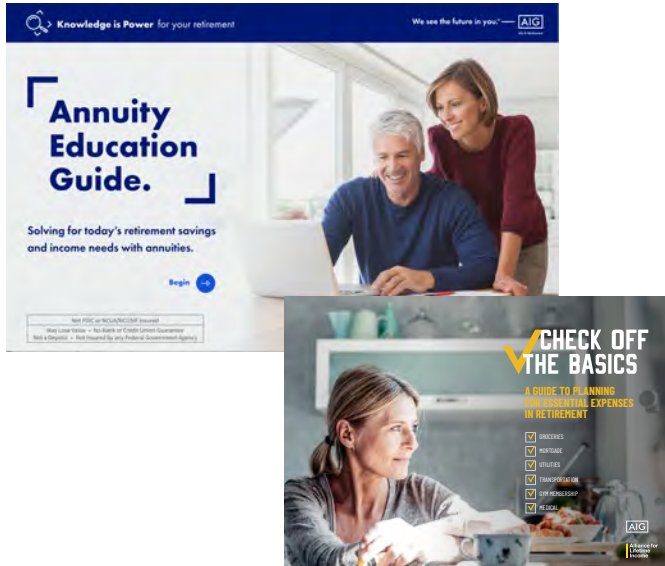 Knowledge is Power for your retirement
We see the future in you.℠
AIG
Life & Retirement
Annuity
Education
Guide.
Solving for today's retirement savings
and income needs with annuities.
Begin
Not FDIC or NCUA/NCUSIF Insured
May Lose Value • No Bank or Credit Union Guarantee
Not a Deposit • Not Insured by any Federal Government Agency
CHECK OFF
THE BASICS
A GUIDE TO PLANNING
FOR ESSENTIAL EXPENSES
IN RETIREMENT
GROCERIES
MORTGAGE
UTILITIES
TRANSPORTATION
GYM MEMBERSHIP
MEDICAL
AIG
Alliance for
Lifetime
Income